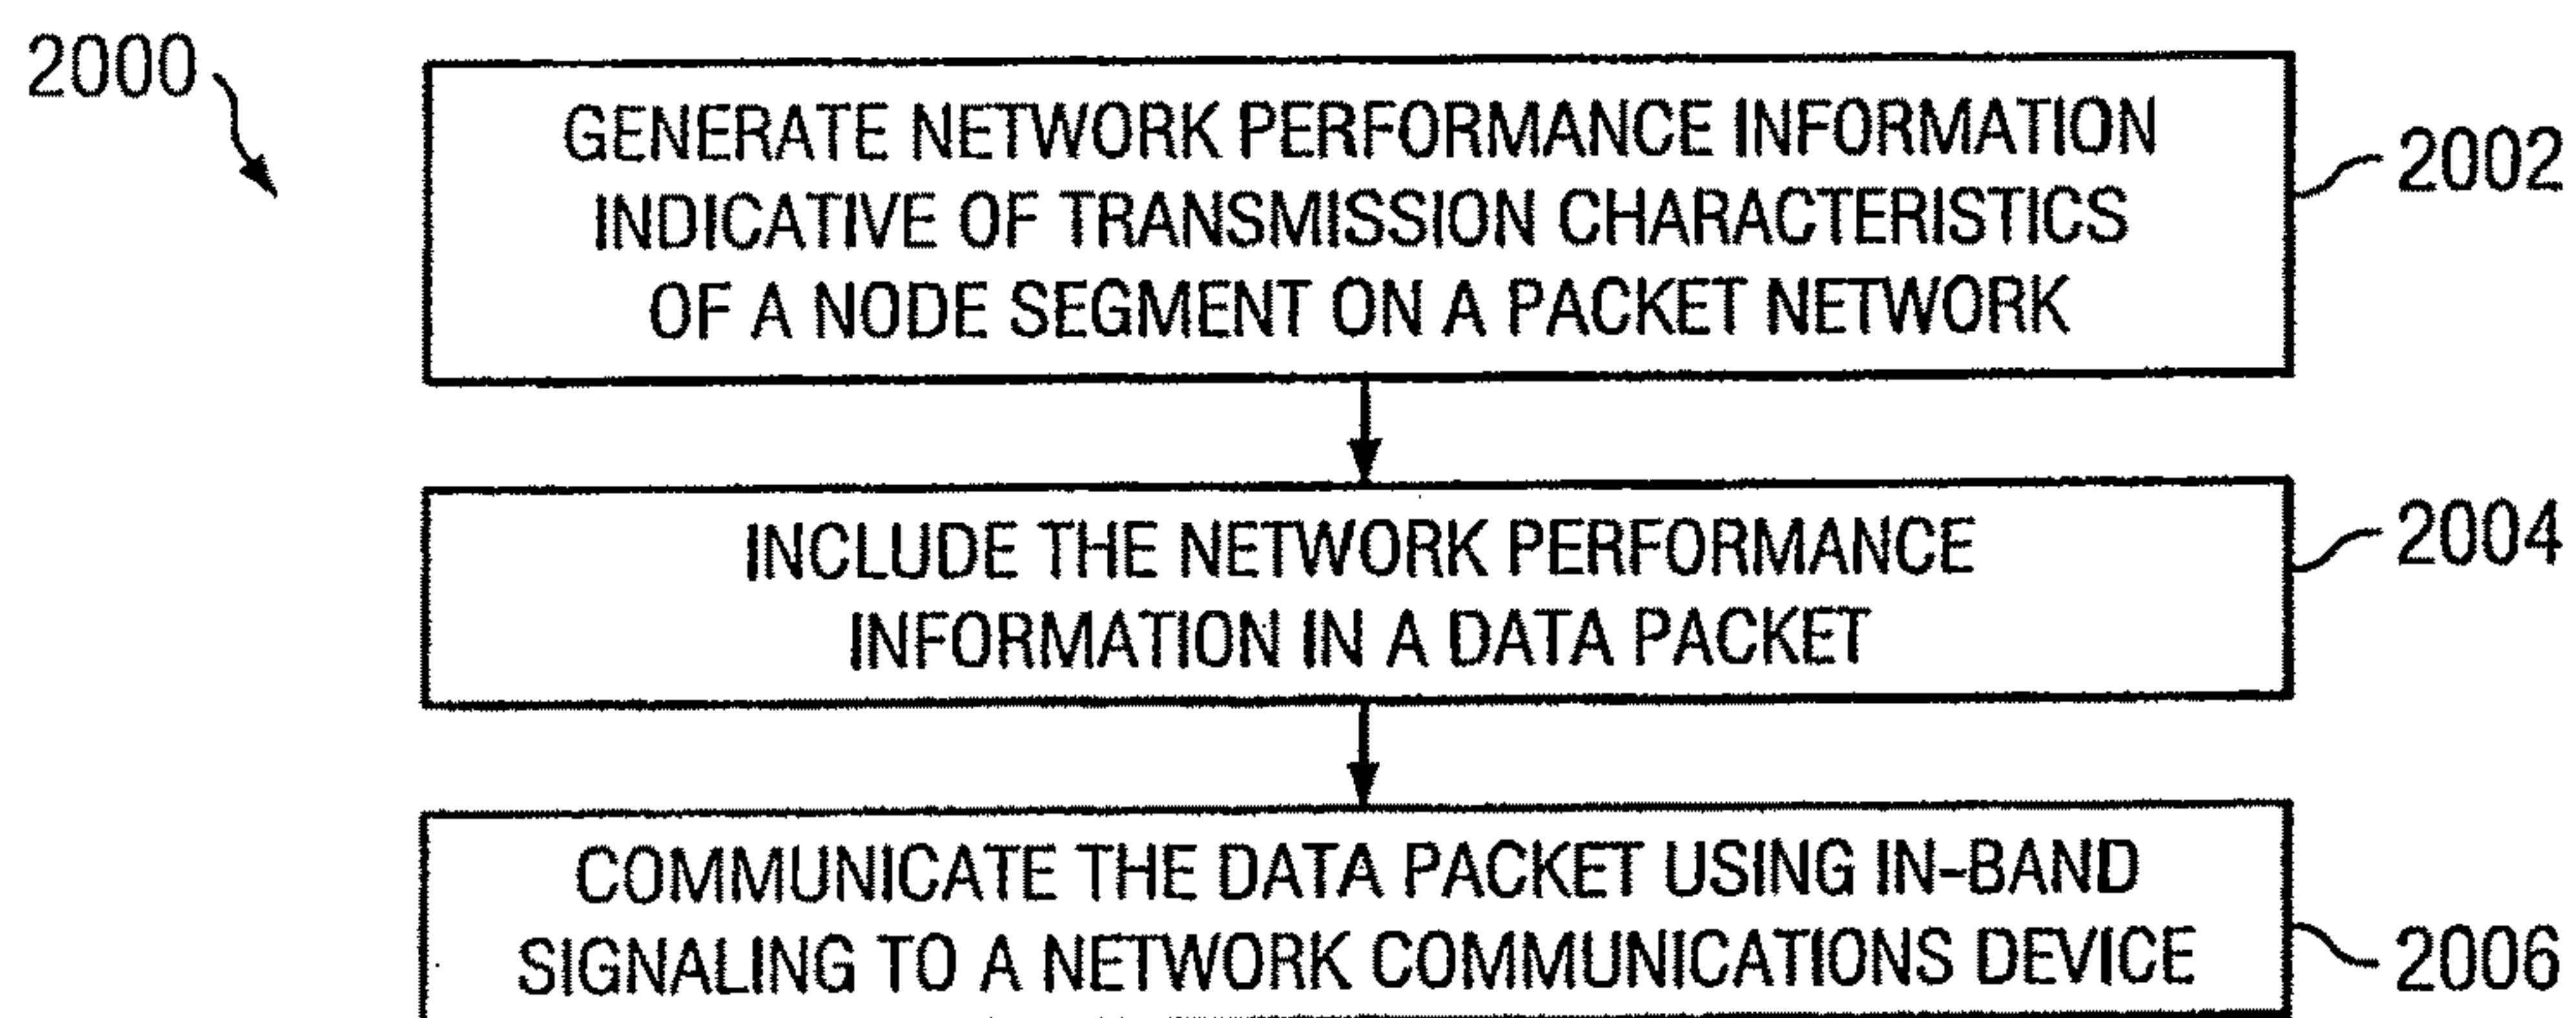 2000
GENERATE NETWORK PERFORMANCE INFORMATION
INDICATIVE OF TRANSMISSION CHARACTERISTICS
OF A NODE SEGMENT ON A PACKET NETWORK
2002
INCLUDE THE NETWORK PERFORMANCE
INFORMATION IN A DATA PACKET
2004
COMMUNICATE THE DATA PACKET USING IN-BAND
SIGNALING TO A NETWORK COMMUNICATIONS DEVICE
2006